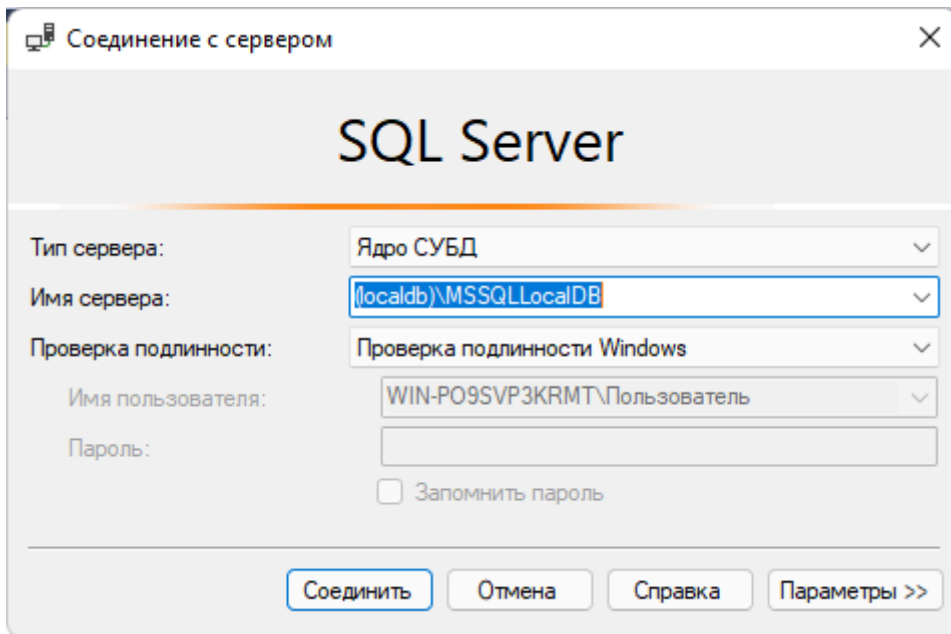 Соединение с сервером
SQL Server
Тип сервера: Ядро СУБД
Имя сервера: (localdb)\MSSQLLocalDB
Проверка подлинности: Проверка подлинности Windows
Имя пользователя: WIN-PO9SVP3KRMT\Пользователь
Пароль:
Запомнить пароль
Соединить Отмена Справка Параметры >>